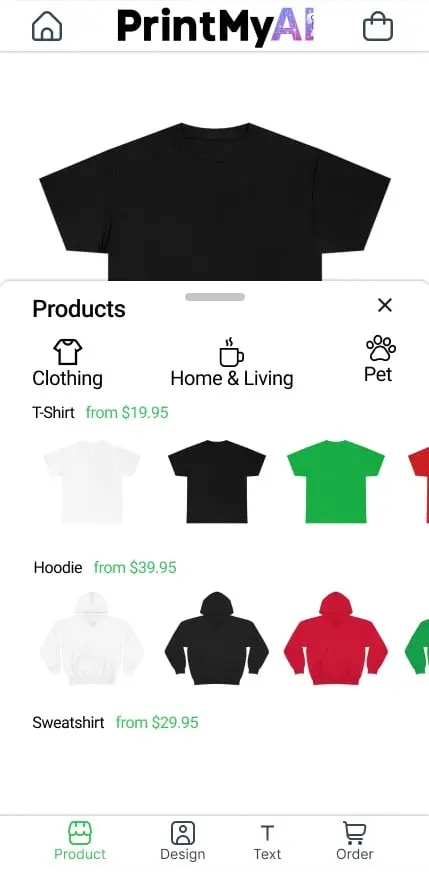 PrintMyAI
Products
Clothing
Home & Living
Pet
T-Shirt from $19.95
Hoodie from $39.95
Sweatshirt from $29.95
Product
Design
Text
Order